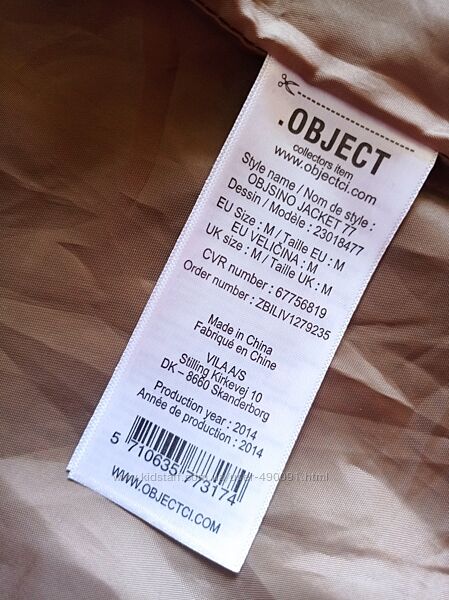 .OBJECT
collectors item
www.objectci.com
Style name / Nom de style :
OBJSINO JACKET 77
Dessin / Modèle : 23018477
EU Size : M / Taille EU : M
EU VELIČINA : M
UK size : M / Taille UK : M
CVR number : 67756819
Order number : ZBILIV1279235
Made in China
Fabriqué en Chine
VILA A/S
Stilling Kirkevej 10
DK - 8660 Skanderborg
Production year : 2014
Année de production : 2014
5 710635 773174
WWW.OBJECTCI.COM